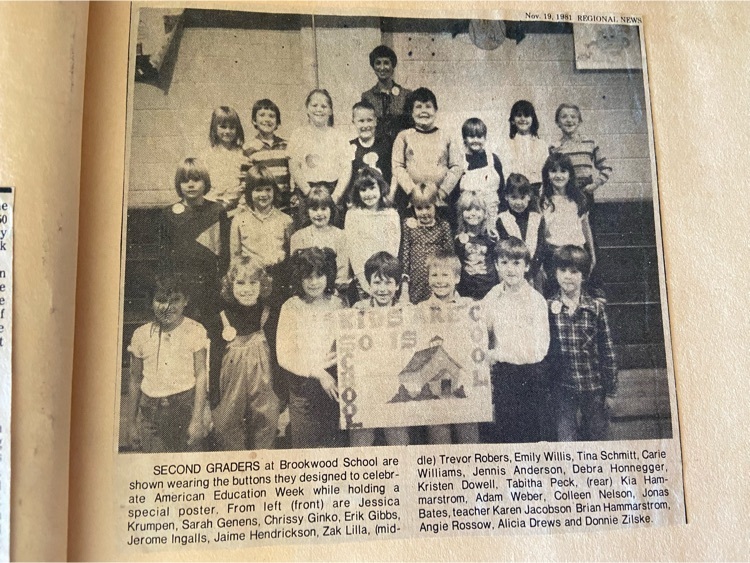 Nov. 19, 1981 REGIONAL NEWS
KIDS ARE COOL
SO IS
SCHOOL
SECOND GRADERS at Brookwood School are
shown wearing the buttons they designed to celebr-
ate American Education Week while holding a
special poster. From left (front) are Jessica
Krumpen, Sarah Genens, Chrissy Ginko, Erik Gibbs,
Jerome Ingalls, Jaime Hendrickson, Zak Lilla, (mid-
dle) Trevor Robers, Emily Willis, Tina Schmitt, Carie
Williams, Jennis Anderson, Debra Honnegger,
Kristen Dowell, Tabitha Peck, (rear) Kia Ham-
marstrom, Adam Weber, Colleen Nelson, Jonas
Bates, teacher Karen Jacobson Brian Hammarstrom,
Angie Rossow, Alicia Drews and Donnie Zilske.